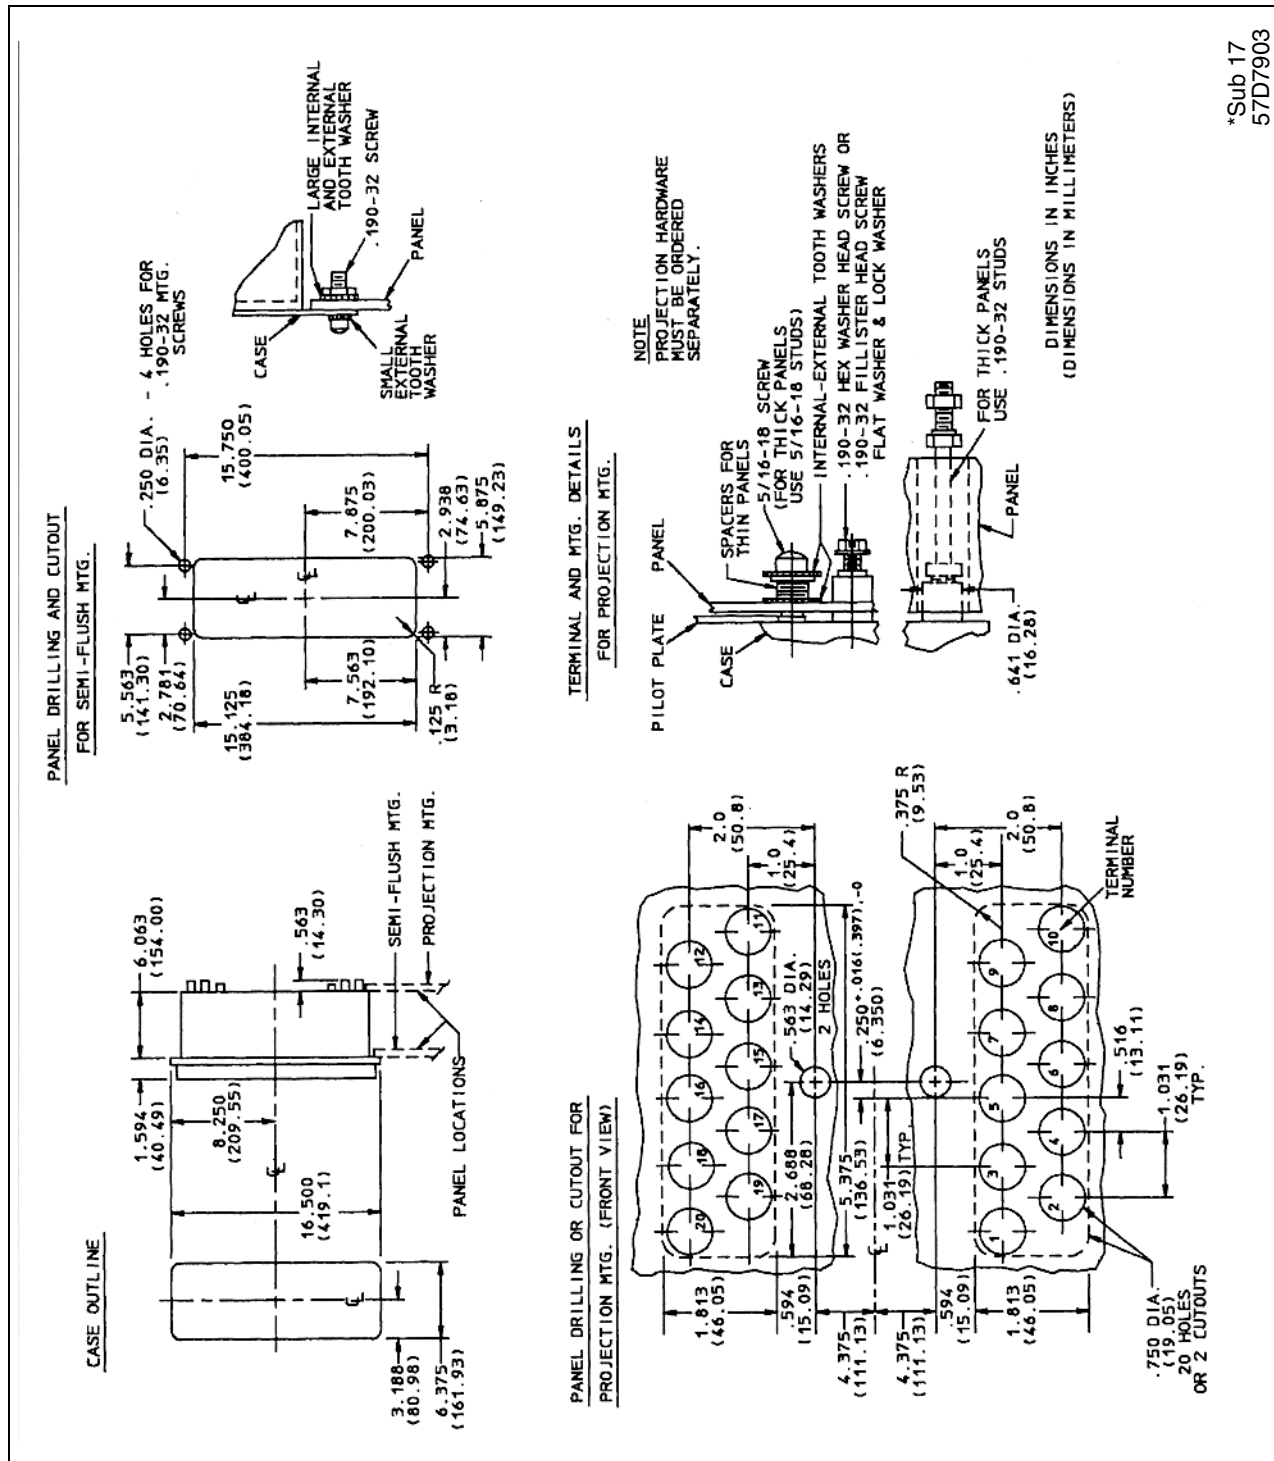 CASE OUTLINE
3.188
(80.98)
6.375
(161.93)
16.500
(419.1)
8.250
(209.55)
1.594
(40.49)
6.063
(154.00)
.563
(14.30)
SEMI-FLUSH MTG.
PROJECTION MTG.
PANEL LOCATIONS
PANEL DRILLING AND CUTOUT
FOR SEMI-FLUSH MTG.
5.563
(141.30)
2.781
(70.64)
15.125
(384.18)
7.563
(192.10)
.125 R
(3.18)
.250 DIA. - 4 HOLES FOR
(6.35) .190-32 MTG.
SCREWS
15.750
(400.05)
7.875
(200.03)
2.938
(74.63)
5.875
(149.23)
CASE
SMALL
EXTERNAL
TOOTH
WASHER
LARGE INTERNAL
AND EXTERNAL
TOOTH WASHER
.190-32 SCREW
PANEL
PANEL DRILLING OR CUTOUT FOR
PROJECTION MTG. (FRONT VIEW)
1.813
(46.05)
.594
(15.09)
4.375
(111.13)
4.375
(111.13)
.594
(15.09)
1.813
(46.05)
.750 DIA.
(19.05)
20 HOLES
OR 2 CUTOUTS
20
18
16
14
12
19
17
15
13
11
2.688
(68.28)
5.375
(136.53)
1.031
(26.19) TYP.
.563 DIA.
(14.29)
2 HOLES
.250+.016(.397),-0
(6.350)
2.0
(50.8)
1.0
(25.4)
1
3
5
7
9
2
4
6
8
10
.375 R
(9.53)
1.0
(25.4)
2.0
(50.8)
TERMINAL
NUMBER
.516
(13.11)
1.031
(26.19)
TYP.
TERMINAL AND MTG. DETAILS
FOR PROJECTION MTG.
PILOT PLATE
PANEL
CASE
SPACERS FOR
THIN PANELS
5/16-18 SCREW
(FOR THICK PANELS
USE 5/16-18 STUDS)
INTERNAL-EXTERNAL TOOTH WASHERS
.190-32 HEX WASHER HEAD SCREW OR
.190-32 FILLISTER HEAD SCREW
FLAT WASHER & LOCK WASHER
NOTE
PROJECTION HARDWARE
MUST BE ORDERED
SEPARATELY.
.641 DIA.
(16.28)
PANEL
FOR THICK PANELS
USE .190-32 STUDS
DIMENSIONS IN INCHES
(DIMENSIONS IN MILLIMETERS)
*Sub 17
57D7903